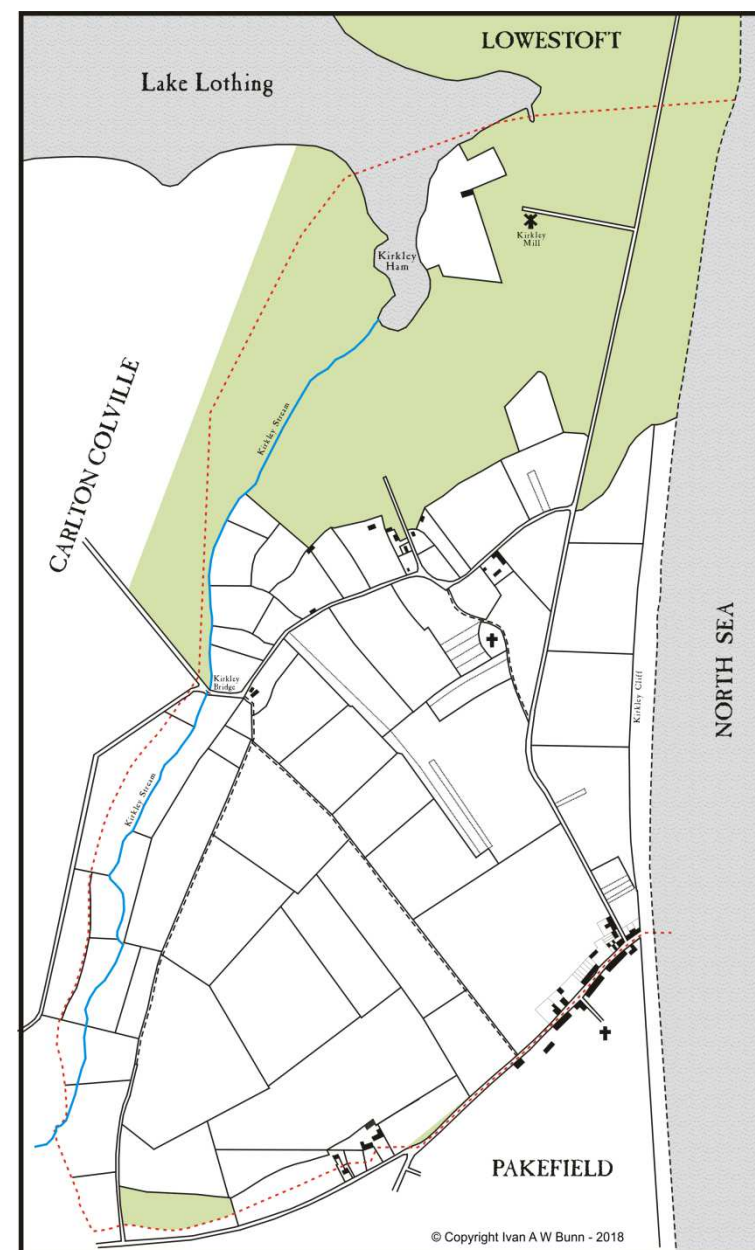 LOWESTOFT
Lake Lothing
Kirkley
Mill
Kirkley
Ham
CARLTON COLVILLE
Kirkley Stream
Kirkley
Bridge
Kirkley Cliff
NORTH SEA
Kirkley Stream
PAKEFIELD
© Copyright Ivan A W Bunn - 2018